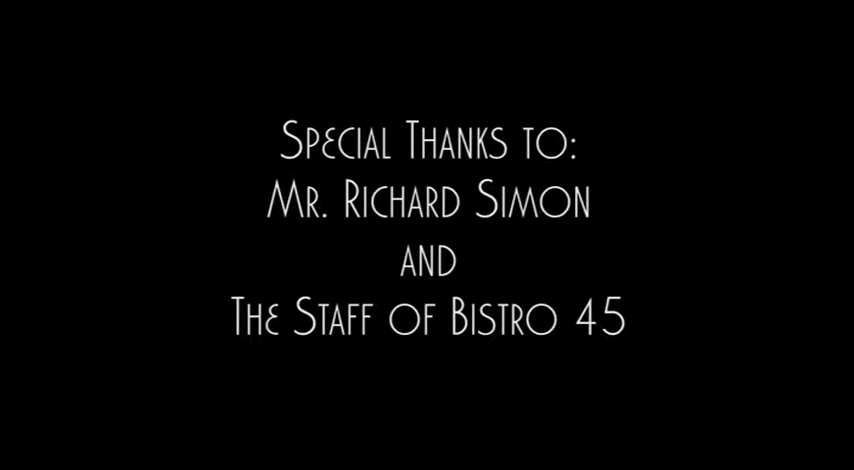 Special Thanks to:
Mr. Richard Simon
and
The Staff of Bistro 45